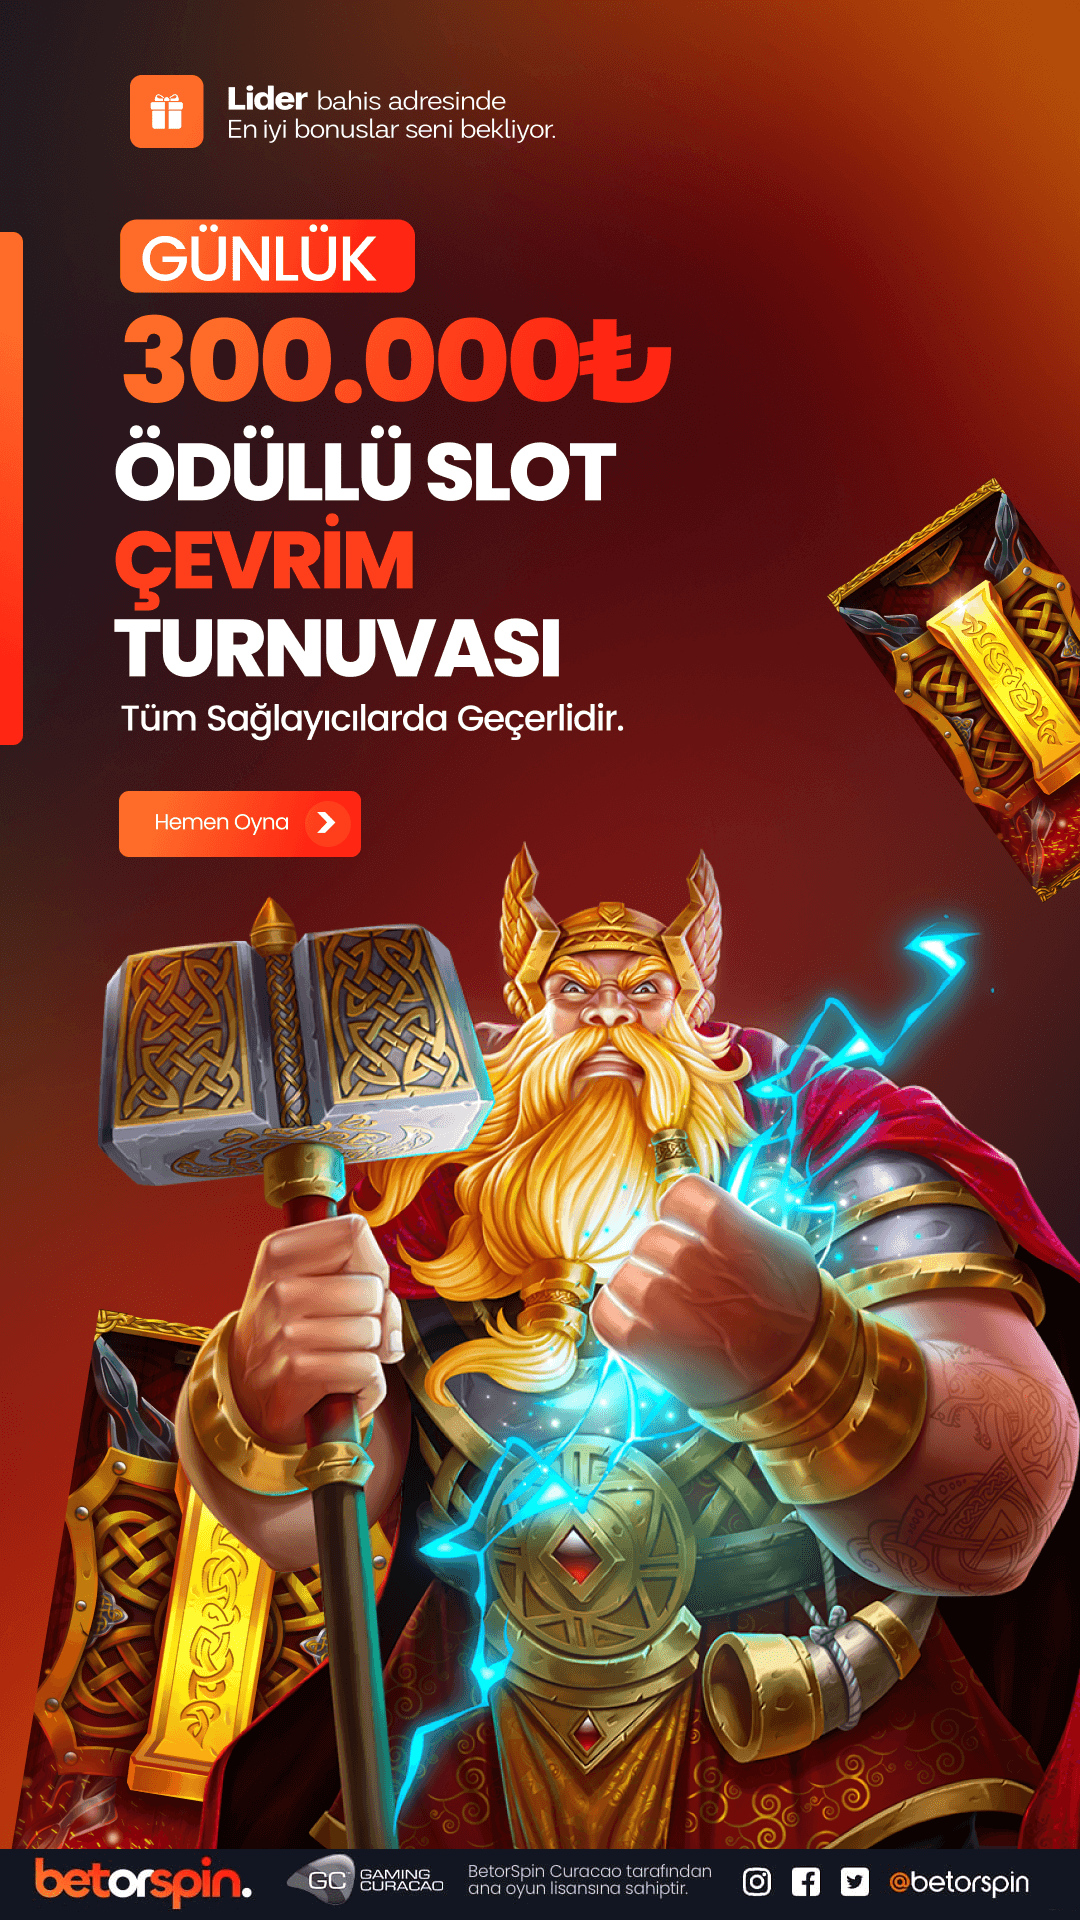 Lider bahis adresinde
En iyi bonuslar seni bekliyor.
GÜNLÜK
300.000₺
ÖDÜLLÜ SLOT
ÇEVRİM
TURNUVASI
Tüm Sağlayıcılarda Geçerlidir.
Hemen Oyna
betorspin.
GC GAMING
CURACAO
BetorSpin Curacao tarafından
ana oyun lisansına sahiptir.
@betorspin